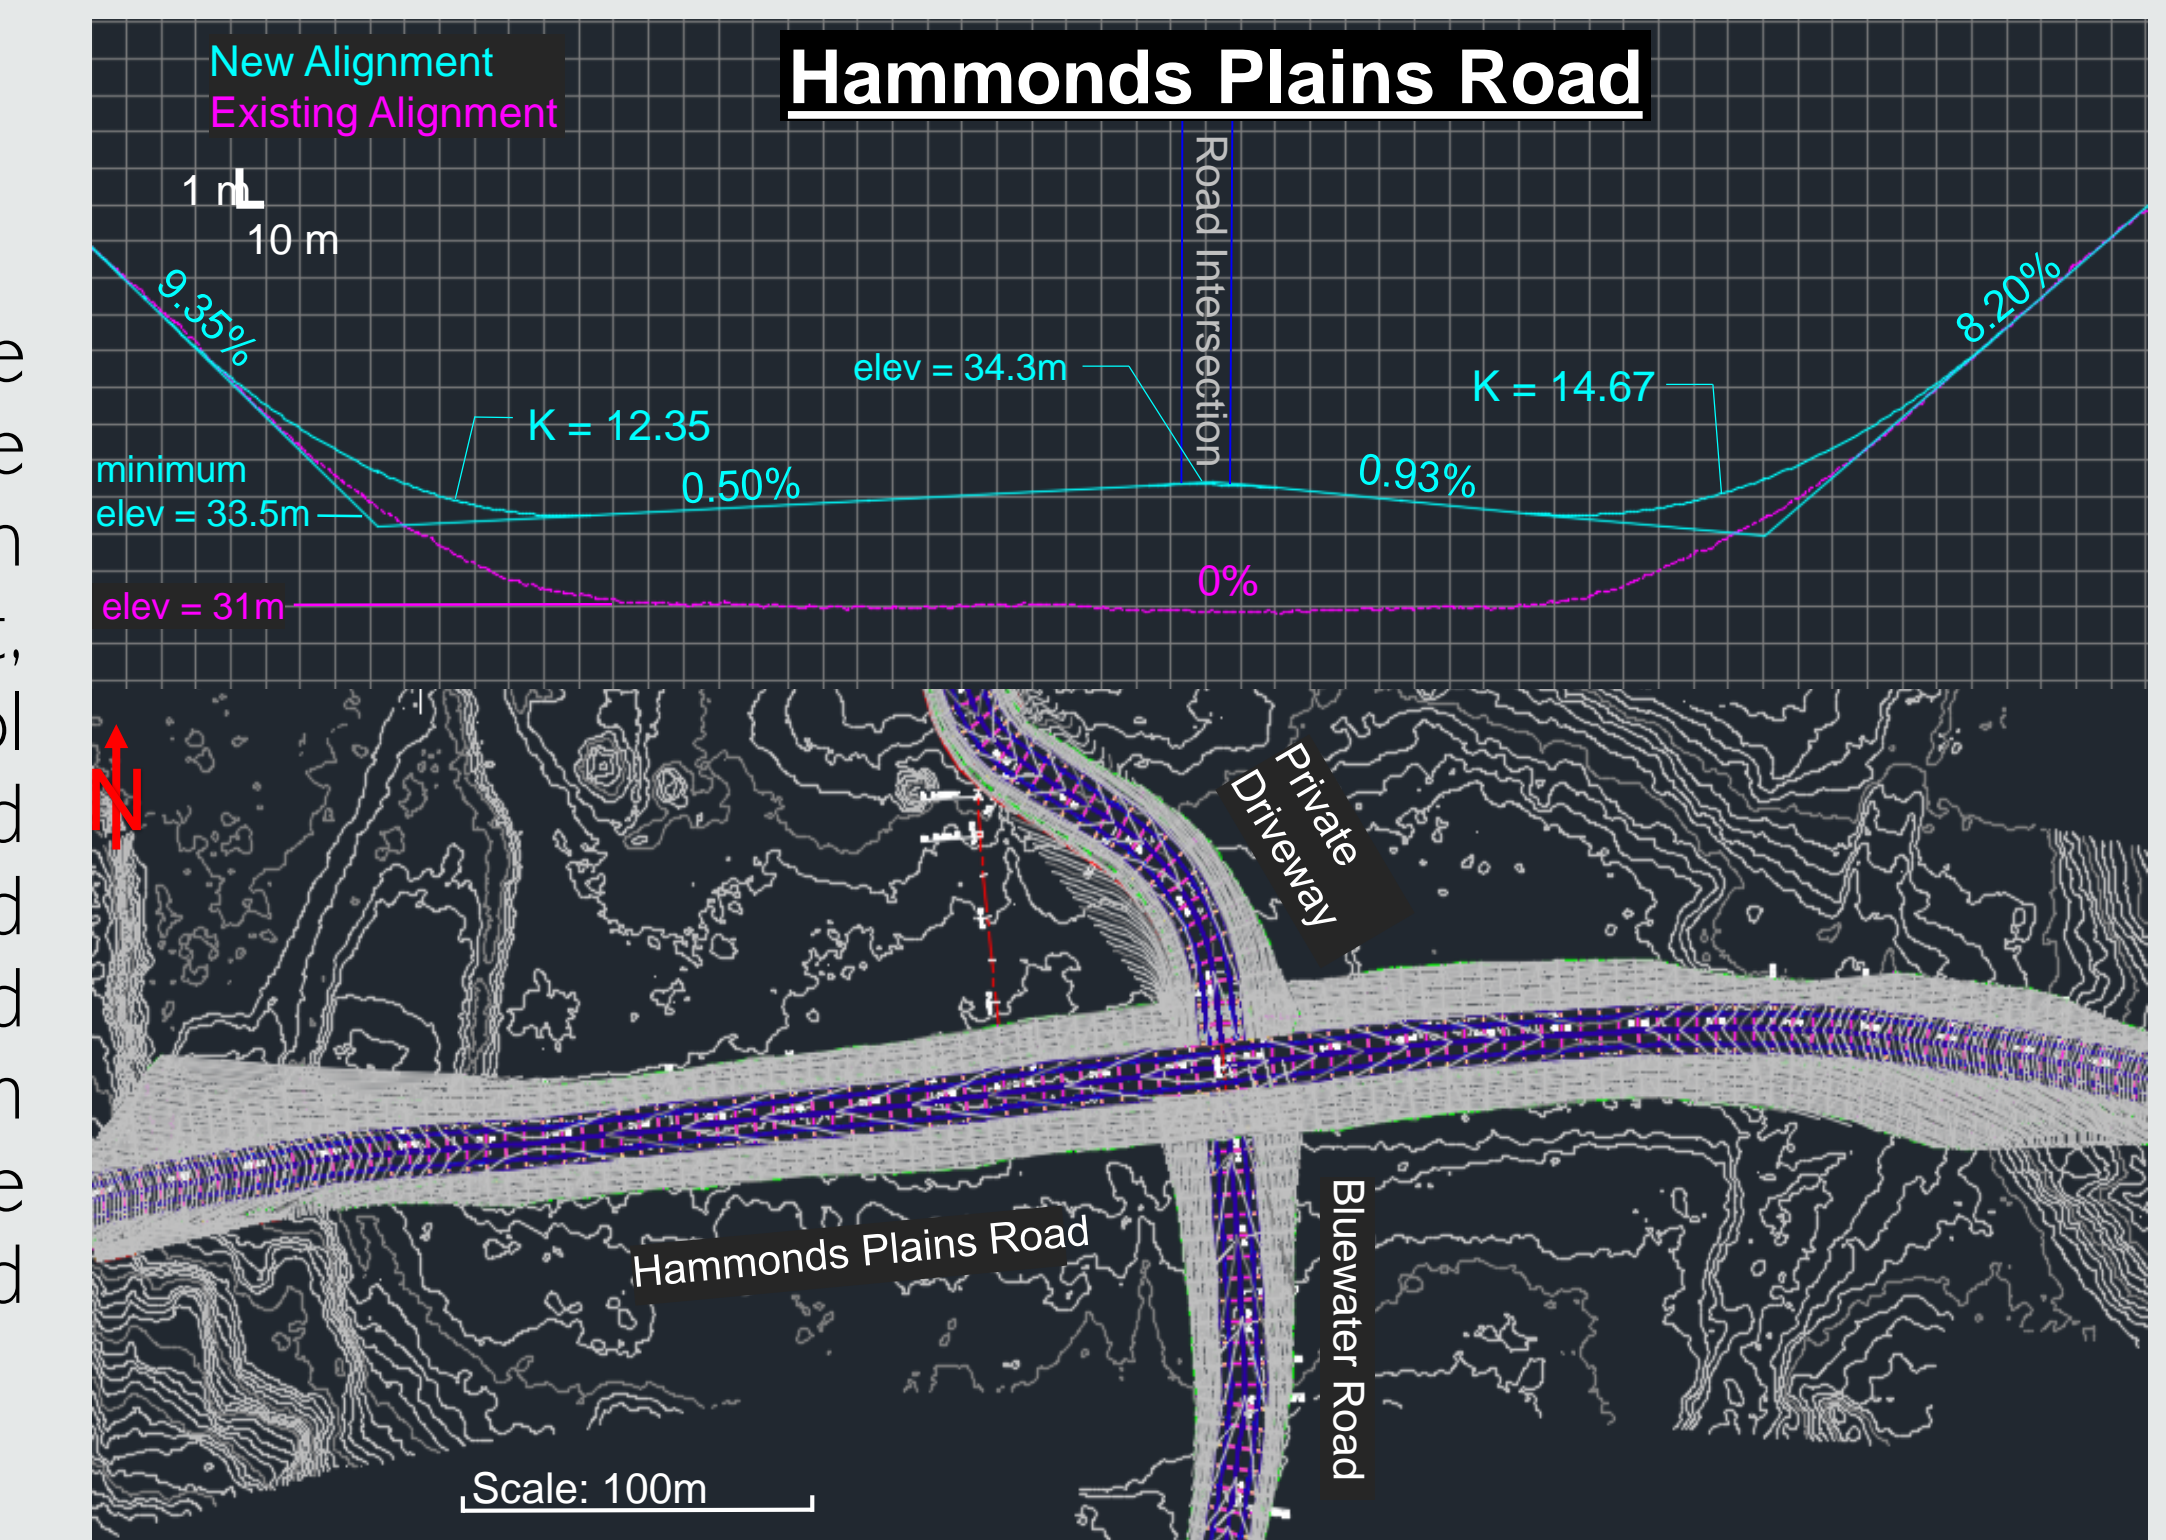 New Alignment
Existing Alignment
Hammonds Plains Road
1 m
10 m
Road Intersection
9.35%
8.20%
elev = 34.3m
K = 14.67
K = 12.35
minimum
elev = 33.5m
0.50%
0.93%
0%
elev = 31m
e
e
n
ol
d
d
d
n
e
d
N
Private
Driveway
Hammonds Plains Road
Bluewater Road
Scale: 100m